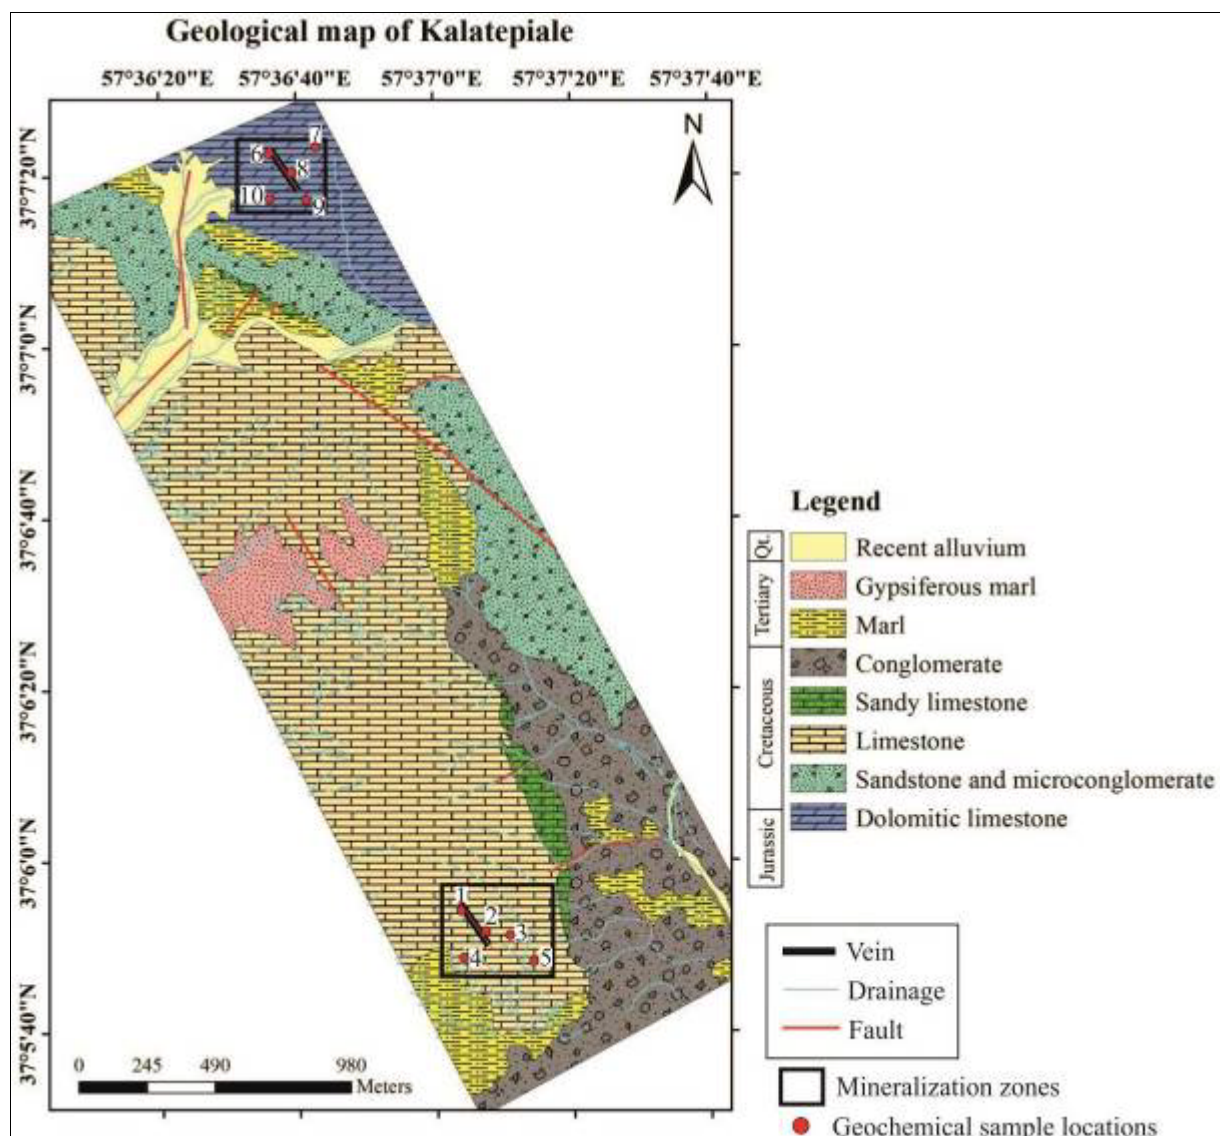 Geological map of Kalatepiale
57°36'20"E 57°36'40"E 57°37'0"E 57°37'20"E 57°37'40"E
N
37°7'20"N
37°7'0"N
37°6'40"N
37°6'20"N
37°6'0"N
37°5'40"N
6
7
8
10
9
1
2
3
4
5
0 245 490 980
Meters
Legend
Qt.
Tertiary
Cretaceous
Jurassic
Recent alluvium
Gypsiferous marl
Marl
Conglomerate
Sandy limestone
Limestone
Sandstone and microconglomerate
Dolomitic limestone
Vein
Drainage
Fault
Mineralization zones
Geochemical sample locations